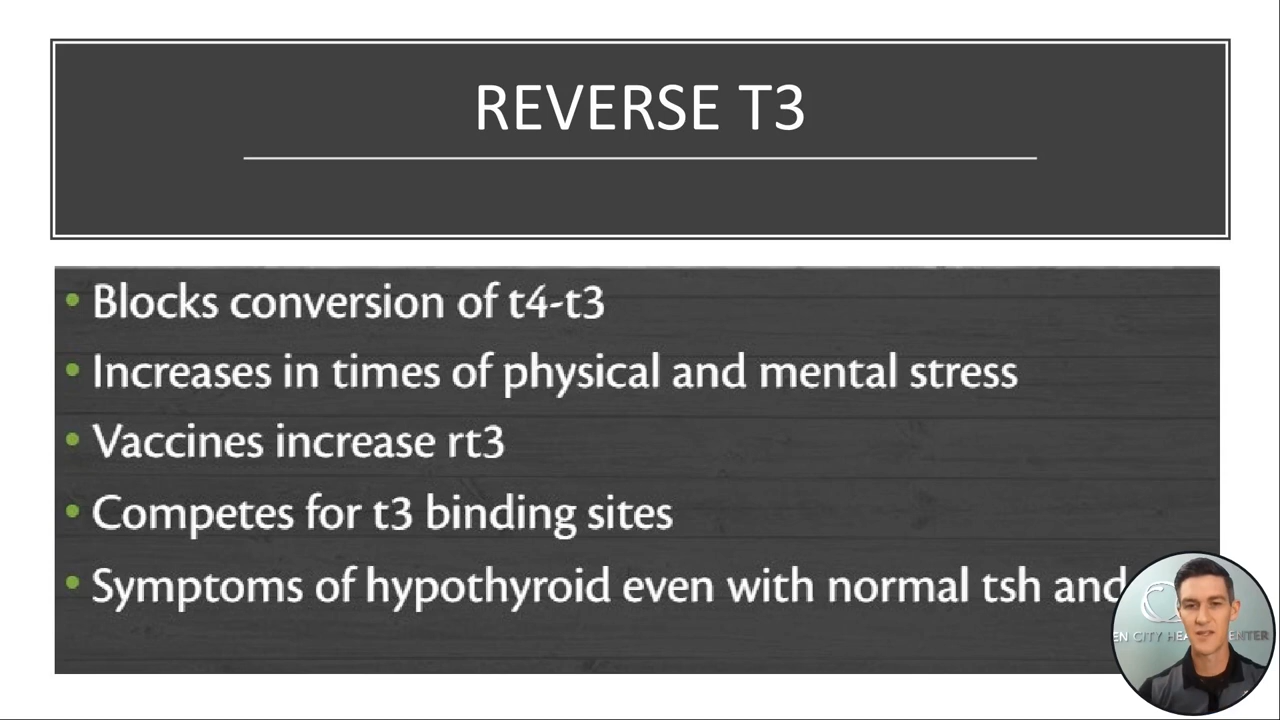 REVERSE T3
• Blocks conversion of t4-t3
• Increases in times of physical and mental stress
• Vaccines increase rt3
• Competes for t3 binding sites
• Symptoms of hypothyroid even with normal tsh and
CITY